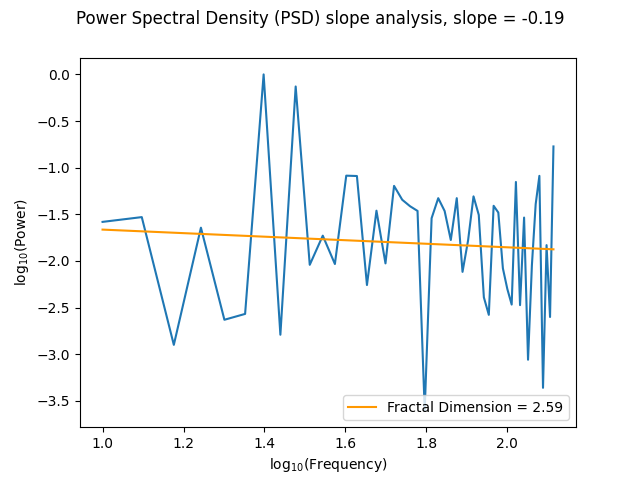 Power Spectral Density (PSD) slope analysis, slope = -0.19
log10(Power)
0.0
−0.5
−1.0
−1.5
−2.0
−2.5
−3.0
−3.5
Fractal Dimension = 2.59
1.0 1.2 1.4 1.6 1.8 2.0
log10(Frequency)